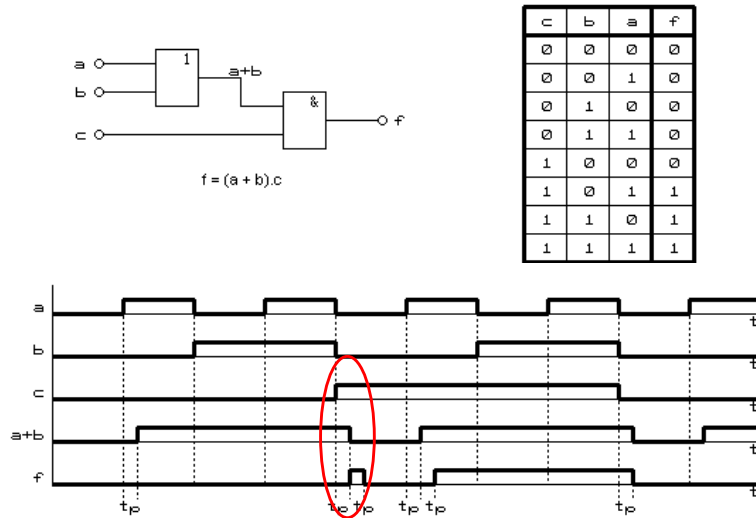 a
b
c
1
a+b
&
f
f = (a + b).c
c b a f
0 0 0 0
0 0 1 0
0 1 0 0
0 1 1 0
1 0 0 0
1 0 1 1
1 1 0 1
1 1 1 1
a t
b t
c t
a+b t
f t
tp tp tp tp tp tp